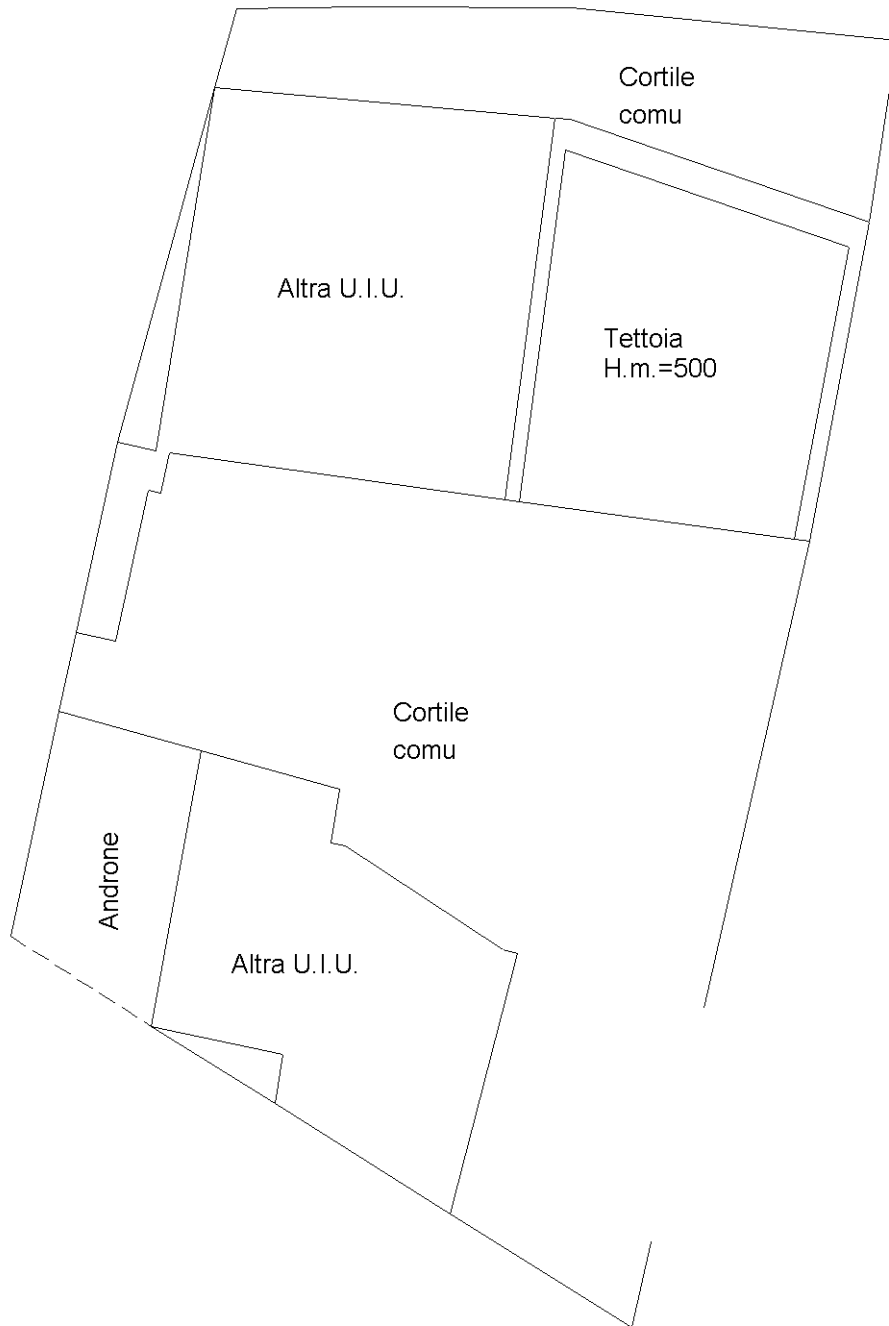 Cortile
comu
Altra U.I.U.
Tettoia
H.m.=500
Cortile
comu
Androne
Altra U.I.U.